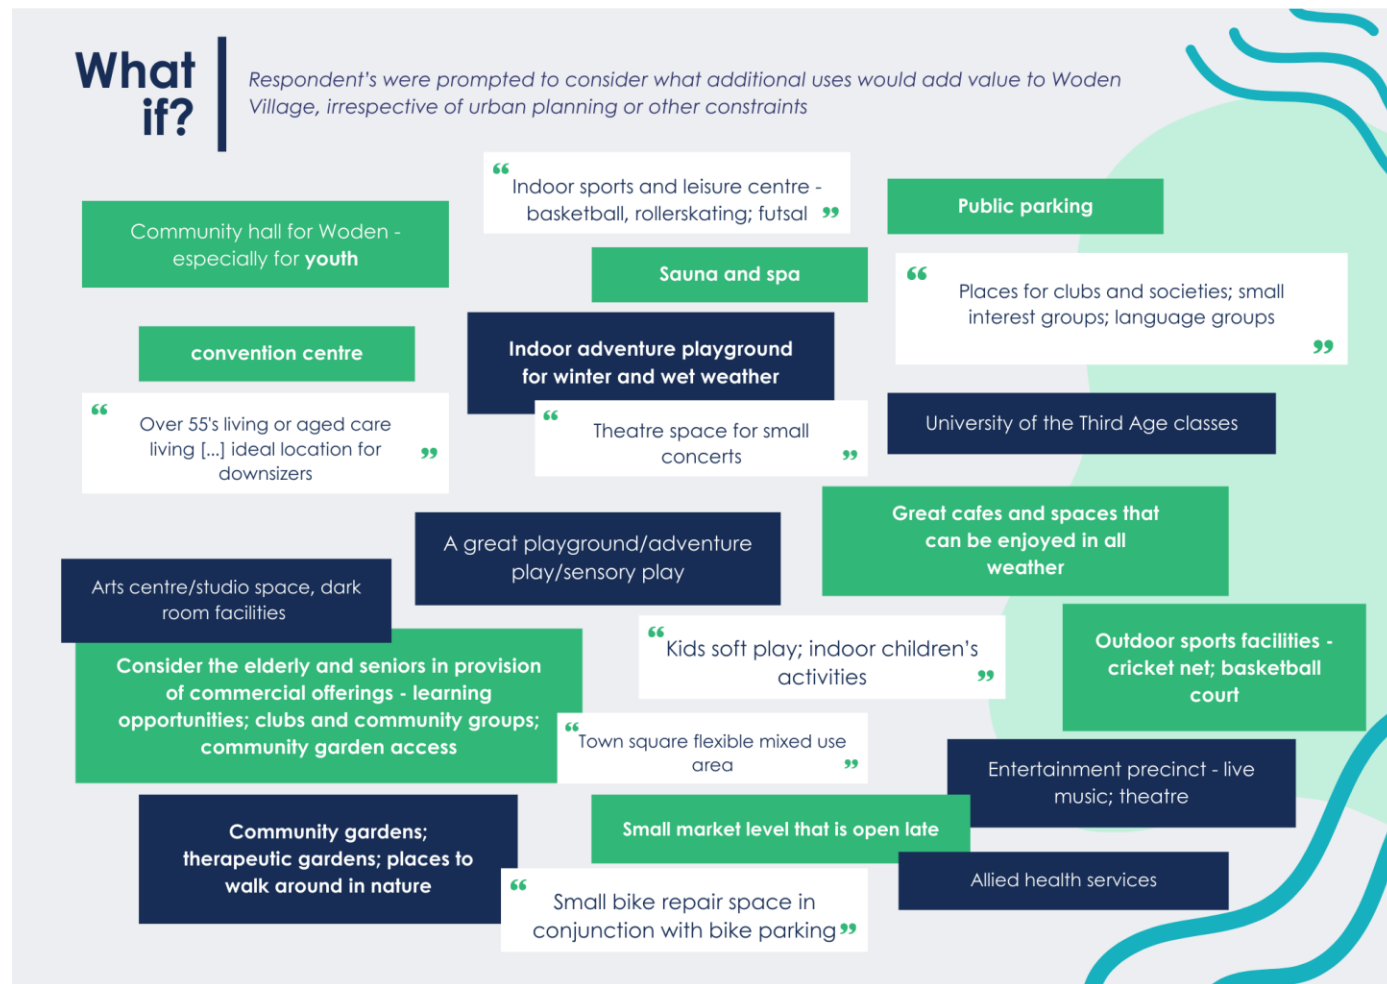 What
if?
Respondent's were prompted to consider what additional uses would add value to Woden
Village, irrespective of urban planning or other constraints
“Indoor sports and leisure centre -
basketball, rollerskating; futsal ”
Public parking
Community hall for Woden -
especially for youth
Sauna and spa
“
Places for clubs and societies; small
interest groups; language groups
”
convention centre
Indoor adventure playground
for winter and wet weather
“
Over 55's living or aged care
living [...] ideal location for
downsizers
”
“
Theatre space for small
concerts ”
University of the Third Age classes
Great cafes and spaces that
can be enjoyed in all
weather
A great playground/adventure
play/sensory play
Arts centre/studio space, dark
room facilities
Consider the elderly and seniors in provision
of commercial offerings - learning
opportunities; clubs and community groups;
community garden access
“Kids soft play; indoor children's
activities ”
Outdoor sports facilities -
cricket net; basketball
court
“Town square flexible mixed use
area ”
Entertainment precinct - live
music; theatre
Community gardens;
therapeutic gardens; places to
walk around in nature
Small market level that is open late
Allied health services
“
Small bike repair space in
conjunction with bike parking ”